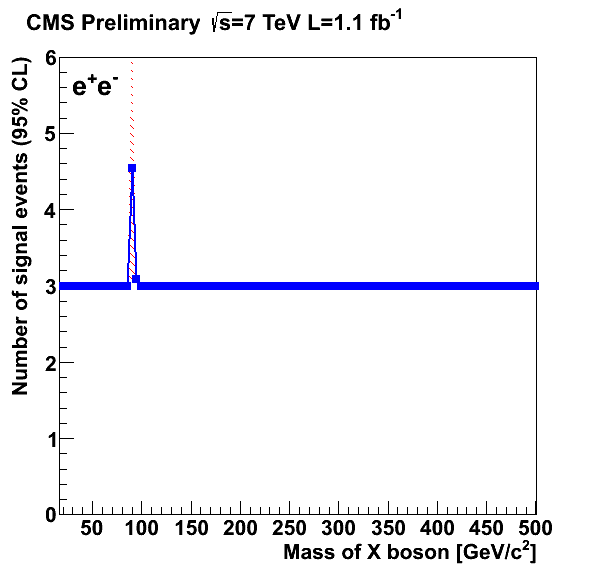 CMS Preliminary √s=7 TeV L=1.1 fb⁻¹
e⁺e⁻
Number of signal events (95% CL)
6
5
4
3
2
1
0
50 100 150 200 250 300 350 400 450 500
Mass of X boson [GeV/c²]